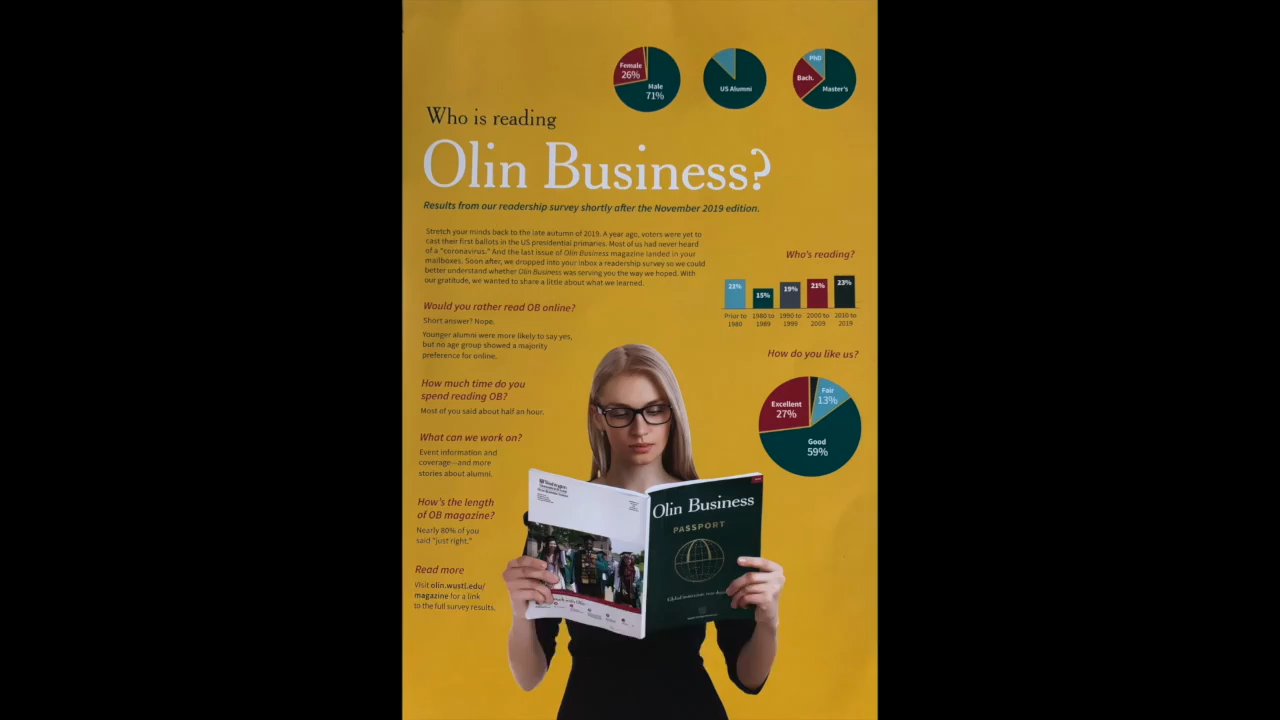 Female
26%
Male
71%
US Alumni
PhD
Bach.
Master's
Who is reading
Olin Business?
Results from our readership survey shortly after the November 2019 edition.
Stretch your minds back to the late autumn of 2019. A year ago, voters were yet to
cast their first ballots in the US presidential primaries. Most of us had never heard
of a "coronavirus." And the last issue of Olin Business magazine landed in your
mailboxes. Soon after, we dropped into your inbox a readership survey so we could
better understand whether Olin Business was serving you the way we hoped. With
our gratitude, we wanted to share a little about what we learned.
Would you rather read OB online?
Short answer? Nope.
Younger alumni were more likely to say yes,
but no age group showed a majority
preference for online.
How much time do you
spend reading OB?
Most of you said about half an hour.
What can we work on?
Event information and
coverage—and more
stories about alumni.
How's the length
of OB magazine?
Nearly 80% of you
said "just right."
Read more
Visit olin.wustl.edu/
magazine for a link
to the full survey results.
Who's reading?
21% 15% 19% 21% 23%
Prior to 1980 to 1990 to 2000 to 2010 to
1980 1989 1999 2009 2019
How do you like us?
Excellent
27%
Fair
13%
Good
59%
Washington
Olin Business
PASSPORT